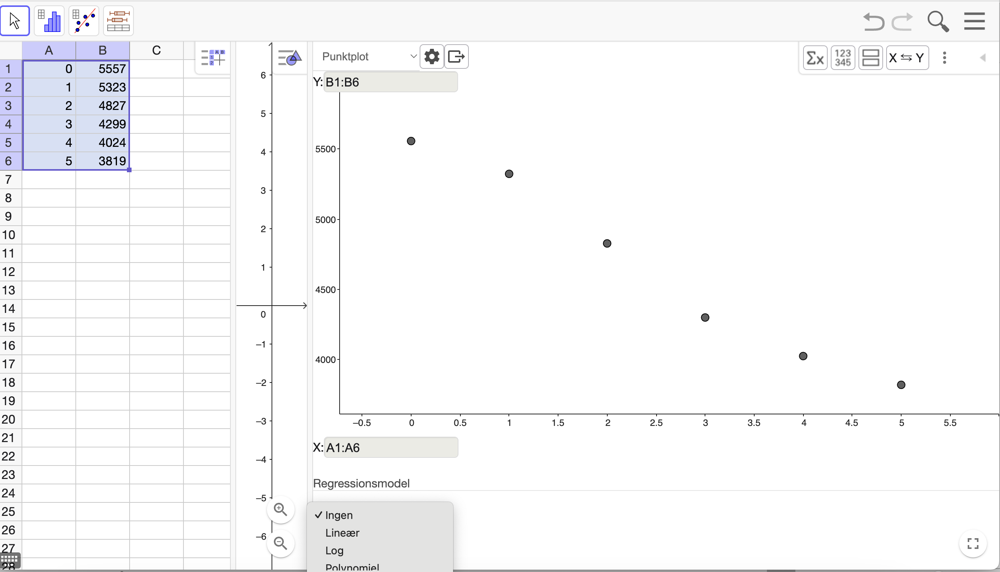 Punktplot
Σx
123
345
X ⇆ Y
A B C
A B
1
2
Y: B1:B6
1 0 5557
2 1 5323
3 2 4827
4 3 4299
5 4 4024
6 5 3819
7
8
9
10
11
12
13
14
15
16
17
18
19
20
21
22
23
24
25
26
27
28
6
5
4
3
2
1
0
–1
–2
–3
–4
–5
–6
5500
5000
4500
4000
–0.5 0 0.5 1 1.5 2 2.5 3 3.5 4 4.5 5 5.5
X: A1:A6
Regressionsmodel
✓ Ingen
Lineær
Log
Polynomiel